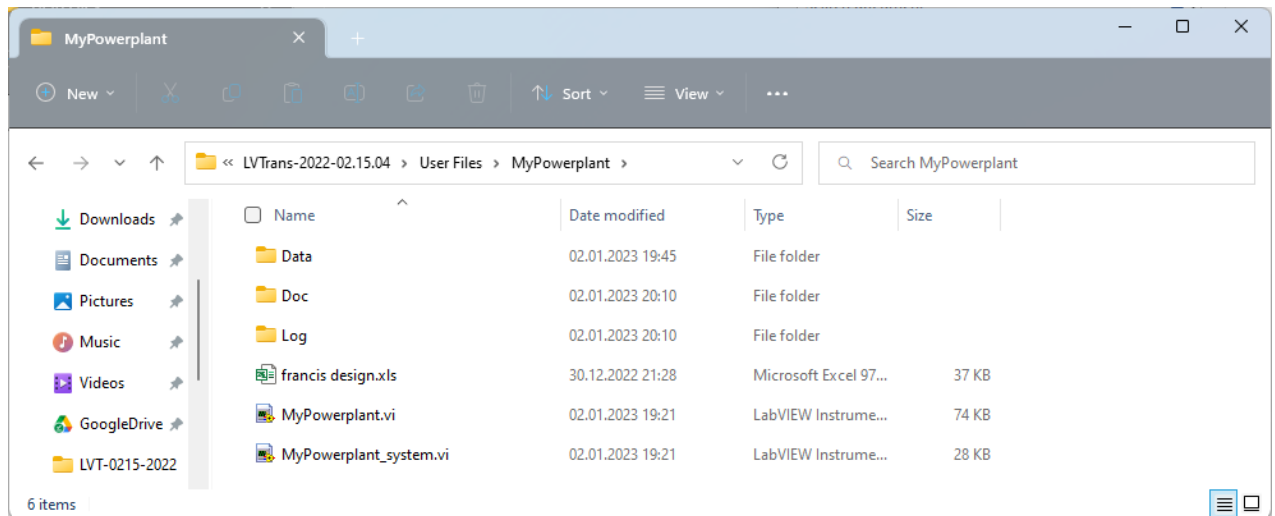 MyPowerplant
New
Sort
View
« LVTrans-2022-02.15.04 > User Files > MyPowerplant >
Search MyPowerplant
Downloads
Documents
Pictures
Music
Videos
GoogleDrive
LVT-0215-2022
Name Date modified Type Size
Data 02.01.2023 19:45 File folder
Doc 02.01.2023 20:10 File folder
Log 02.01.2023 20:10 File folder
francis design.xls 30.12.2022 21:28 Microsoft Excel 97... 37 KB
MyPowerplant.vi 02.01.2023 19:21 LabVIEW Instrume... 74 KB
MyPowerplant_system.vi 02.01.2023 19:21 LabVIEW Instrume... 28 KB
6 items